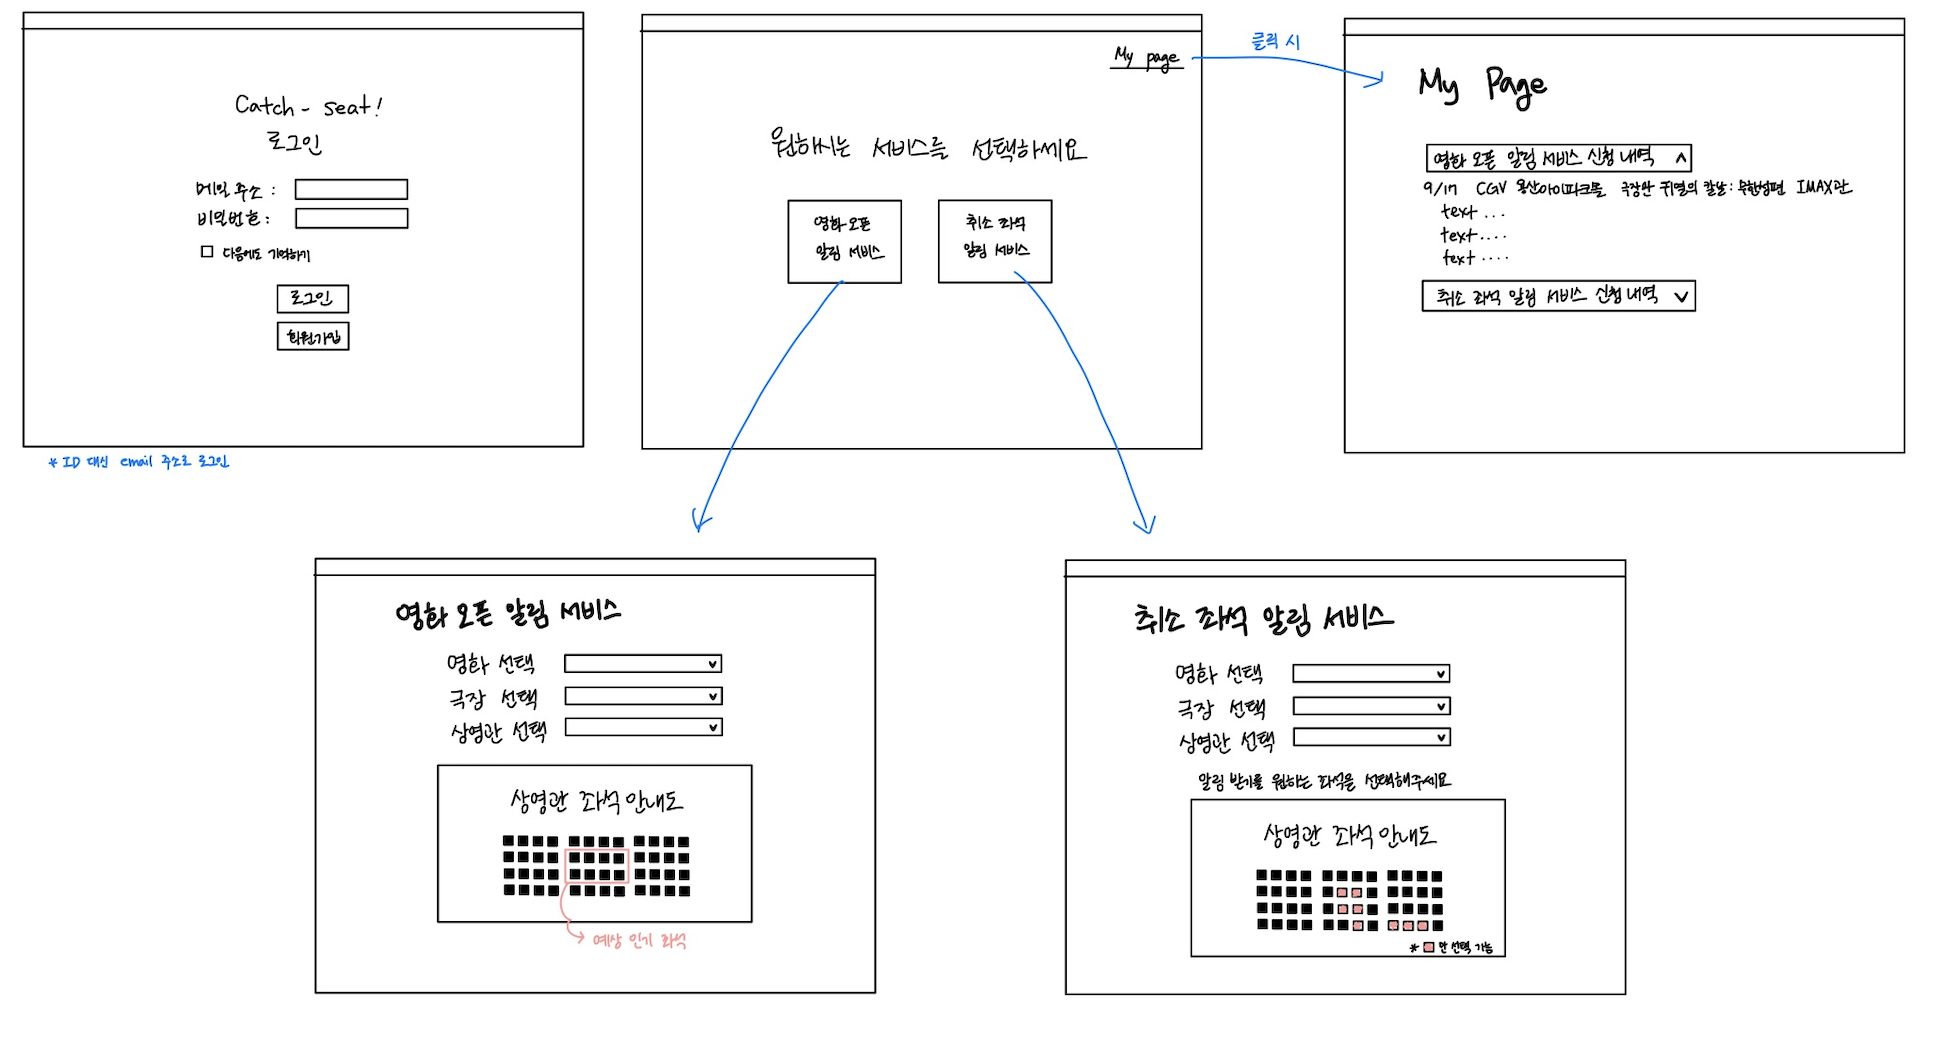 Catch - seat!
로그인
메일 주소 :
비밀번호 :
다음에도 기억하기
로그인
회원가입
* ID 대신 email 주소로 로그인
My page
원하시는 서비스를 선택하세요
영화 오픈
알림 서비스
취소 좌석
알림 서비스
클릭 시
My Page
영화 오픈 알림 서비스 신청 내역
9/17 CGV 용산아이파크몰 극장판 귀멸의 칼날 : 무한성편 IMAX관
text ...
text ....
text ....
취소 좌석 알림 서비스 신청 내역
영화 오픈 알림 서비스
영화 선택
극장 선택
상영관 선택
상영관 좌석 안내도
예상 인기 좌석
취소 좌석 알림 서비스
영화 선택
극장 선택
상영관 선택
알림 받기를 원하는 좌석을 선택해주세요
상영관 좌석 안내도
* 만 선택 가능